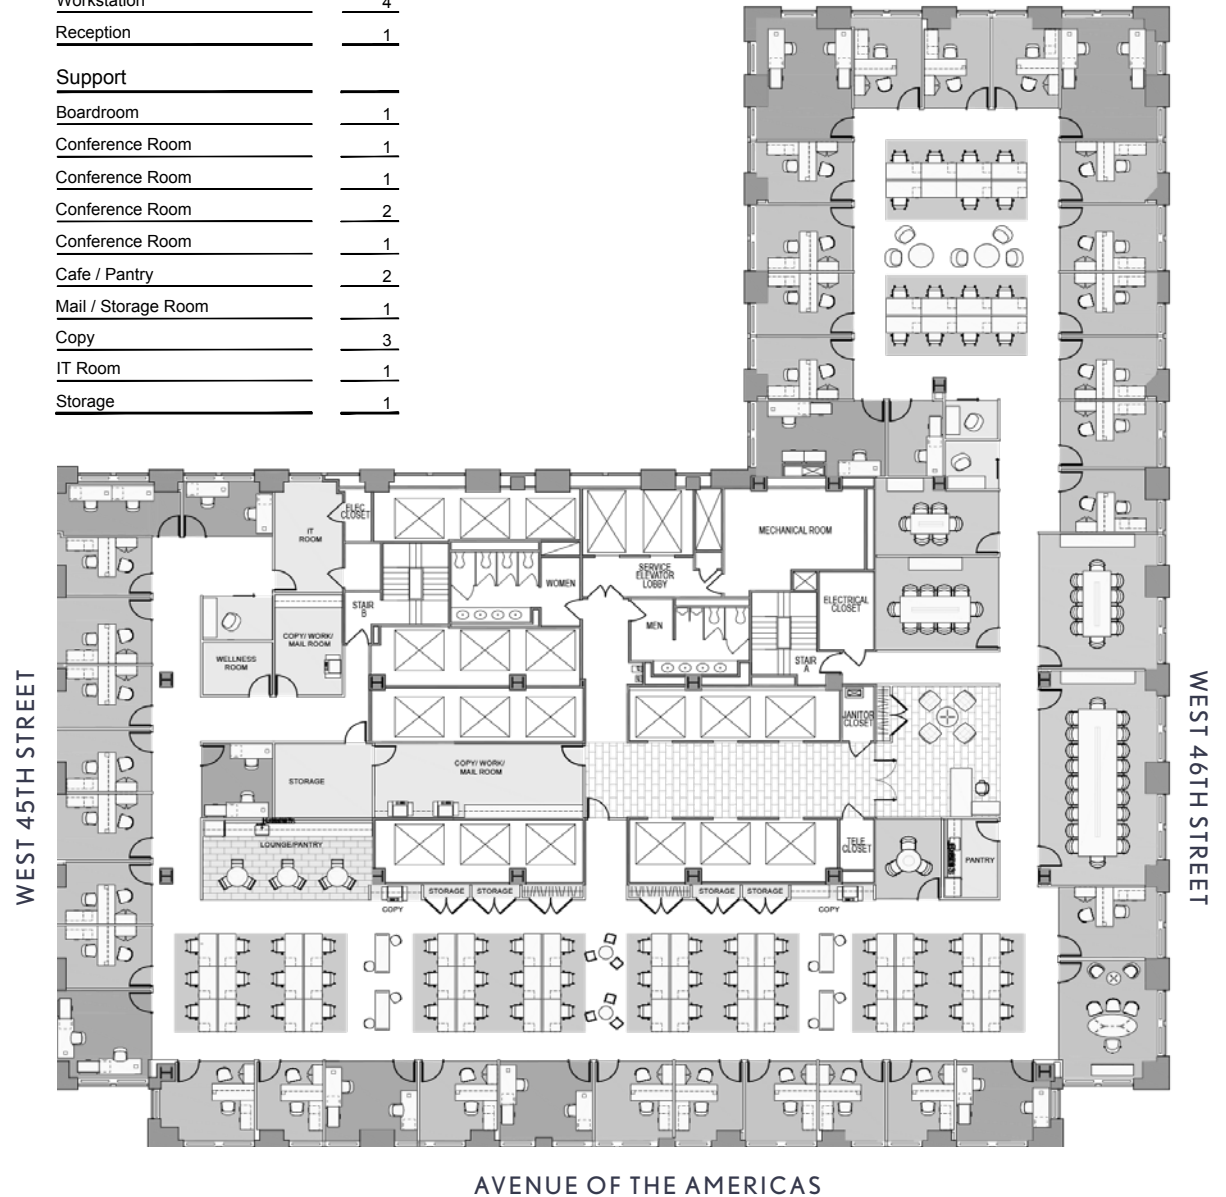 Workstation 4
Reception 1
Support
Boardroom 1
Conference Room 1
Conference Room 1
Conference Room 2
Conference Room 1
Cafe / Pantry 2
Mail / Storage Room 1
Copy 3
IT Room 1
Storage 1
ELEC
CLOSET
IT
ROOM
MECHANICAL ROOM
SERVICE
ELEVATOR
LOBBY
WOMEN
STAIR
B
ELECTRICAL
CLOSET
MEN
COPY/ WORK/
MAIL ROOM
WELLNESS
ROOM
STAIR
A
JANITOR
CLOSET
COPY/ WORK/
MAIL ROOM
STORAGE
LOUNGE/PANTRY
TELE
CLOSET
PANTRY
STORAGE
STORAGE
STORAGE
STORAGE
COPY
COPY
WEST 45TH STREET
WEST 46TH STREET
AVENUE OF THE AMERICAS